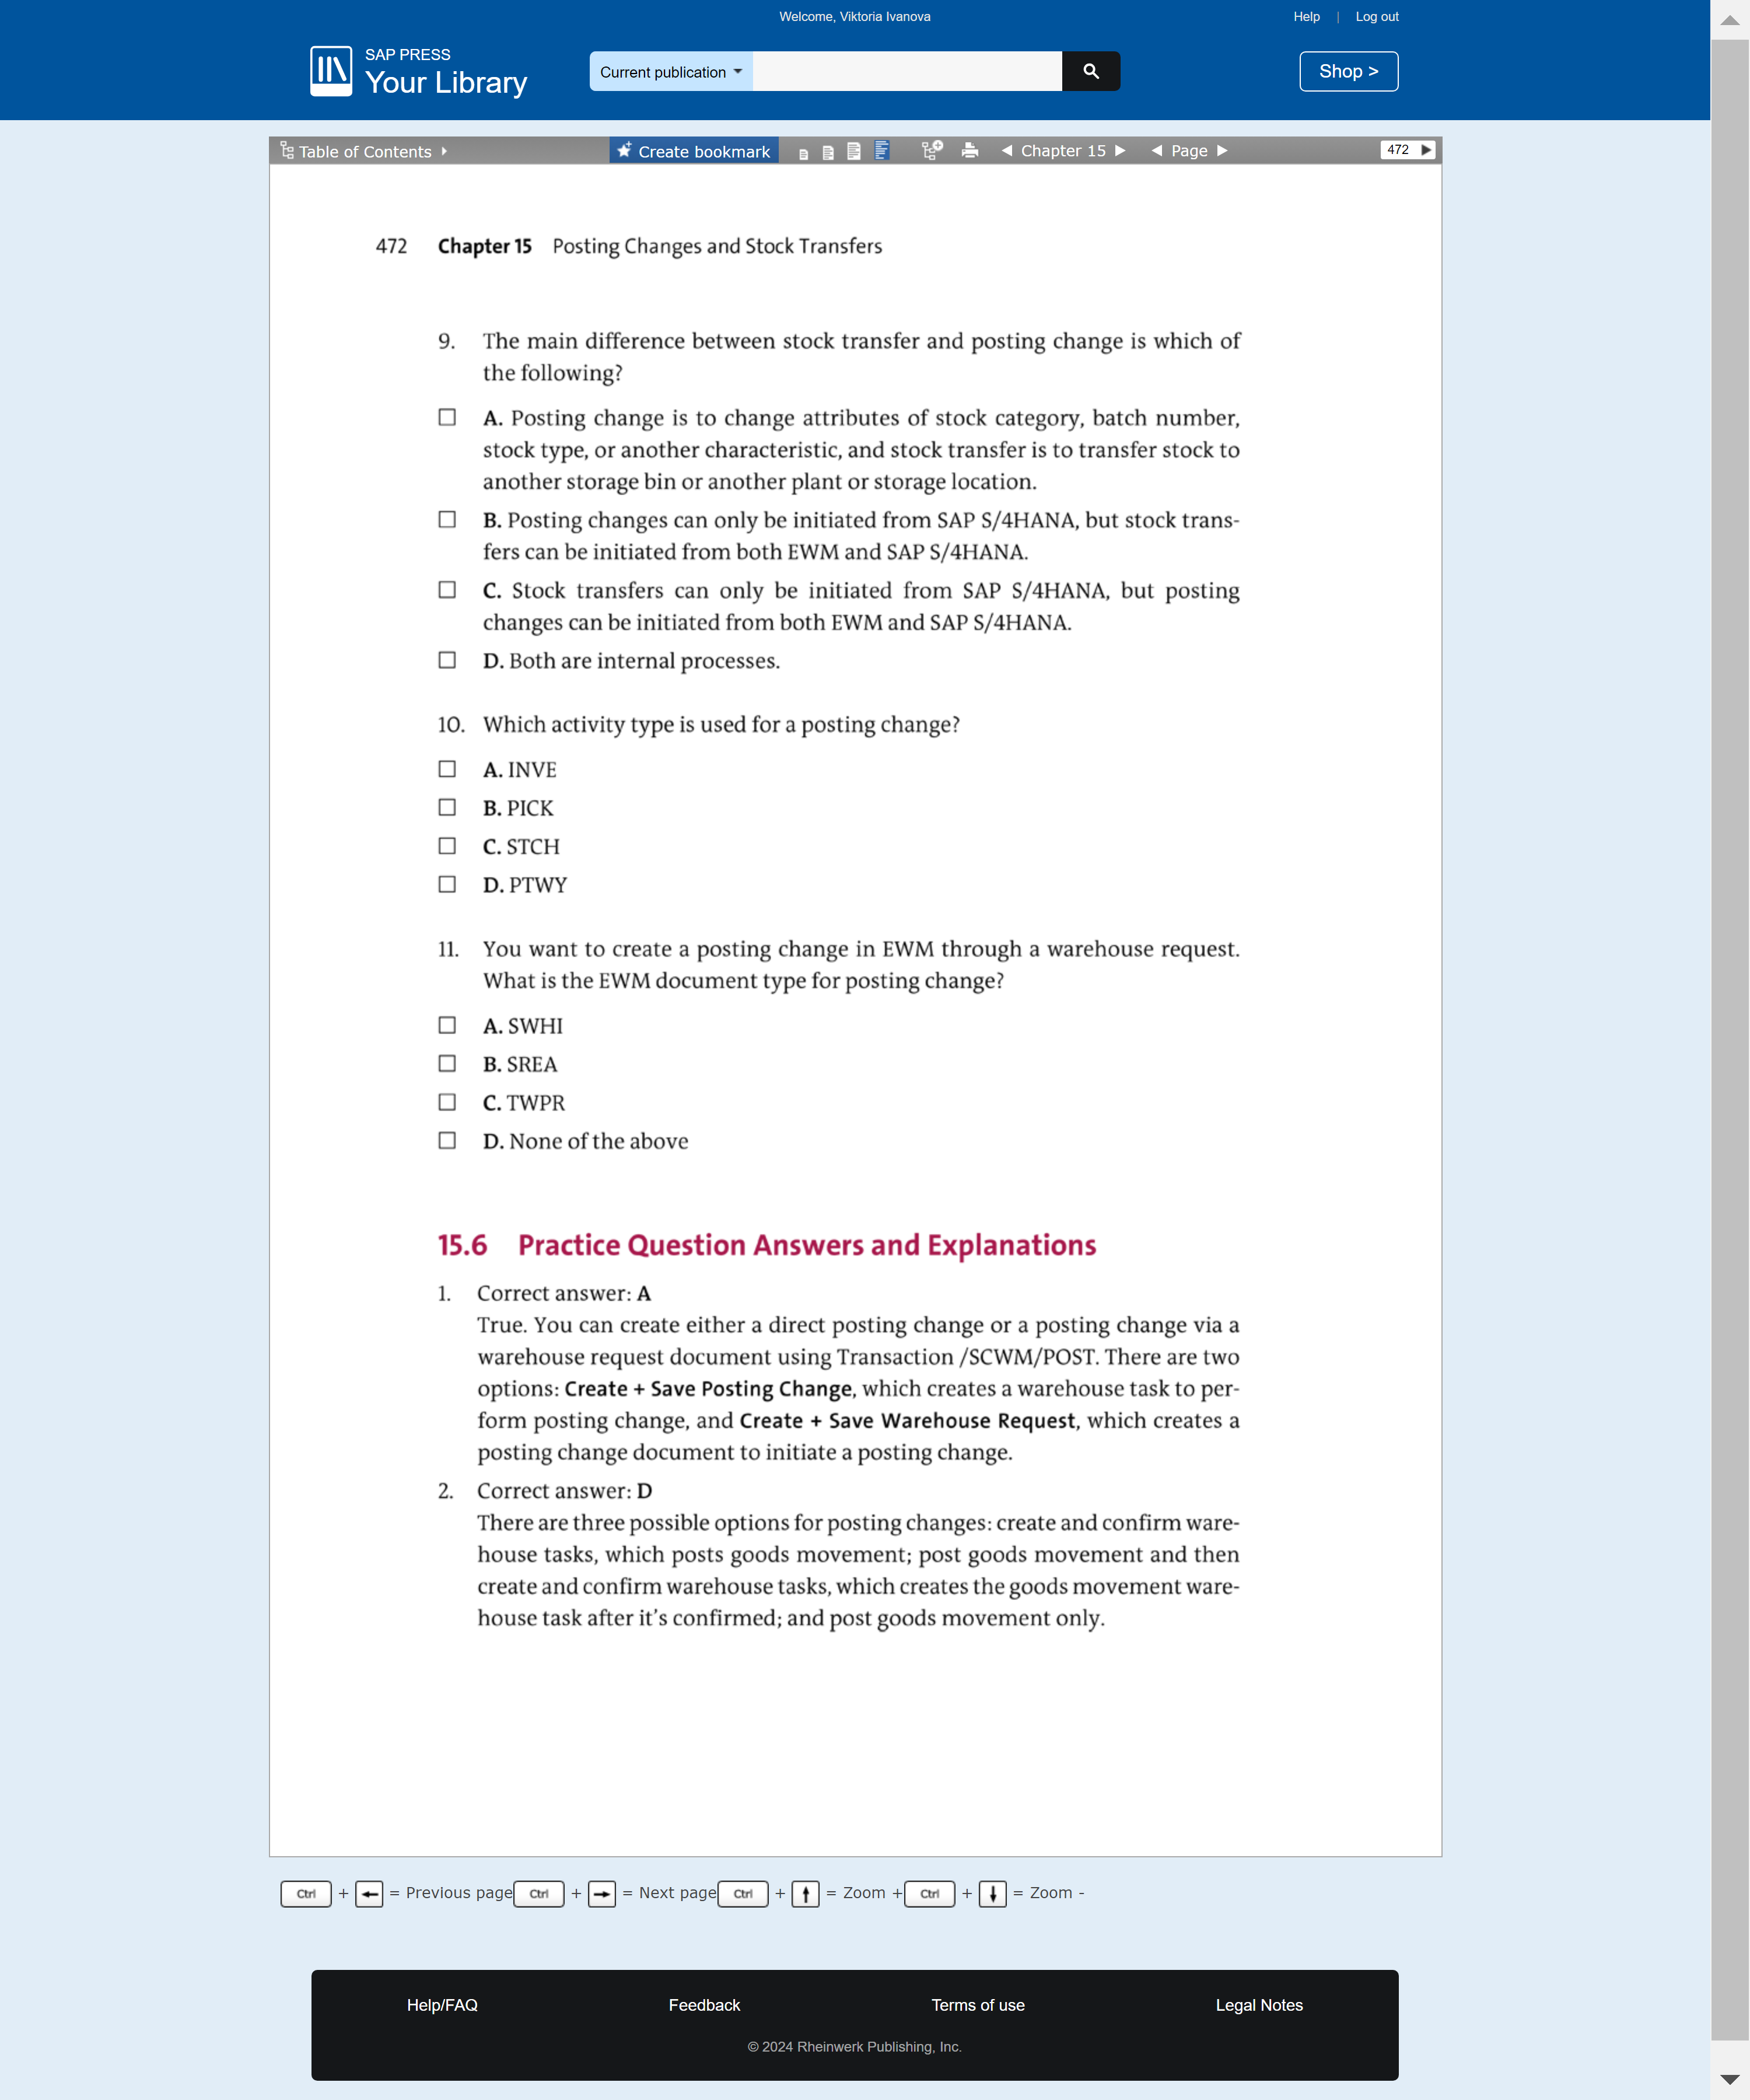 Welcome, Viktoria Ivanova
Help | Log out
SAP PRESS
Your Library
Current publication
Shop >
Table of Contents
Create bookmark
Chapter 15
Page
472
472 Chapter 15 Posting Changes and Stock Transfers
9. The main difference between stock transfer and posting change is which of
the following?
A. Posting change is to change attributes of stock category, batch number,
stock type, or another characteristic, and stock transfer is to transfer stock to
another storage bin or another plant or storage location.
B. Posting changes can only be initiated from SAP S/4HANA, but stock trans-
fers can be initiated from both EWM and SAP S/4HANA.
C. Stock transfers can only be initiated from SAP S/4HANA, but posting
changes can be initiated from both EWM and SAP S/4HANA.
D. Both are internal processes.
10. Which activity type is used for a posting change?
A. INVE
B. PICK
C. STCH
D. PTWY
11. You want to create a posting change in EWM through a warehouse request.
What is the EWM document type for posting change?
A. SWHI
B. SREA
C. TWPR
D. None of the above
15.6 Practice Question Answers and Explanations
1. Correct answer: A
True. You can create either a direct posting change or a posting change via a
warehouse request document using Transaction /SCWM/POST. There are two
options: Create + Save Posting Change, which creates a warehouse task to per-
form posting change, and Create + Save Warehouse Request, which creates a
posting change document to initiate a posting change.
2. Correct answer: D
There are three possible options for posting changes: create and confirm ware-
house tasks, which posts goods movement; post goods movement and then
create and confirm warehouse tasks, which creates the goods movement ware-
house task after it's confirmed; and post goods movement only.
Ctrl + ← = Previous page Ctrl + → = Next page Ctrl + ↑ = Zoom + Ctrl + ↓ = Zoom -
Help/FAQ Feedback Terms of use Legal Notes
© 2024 Rheinwerk Publishing, Inc.